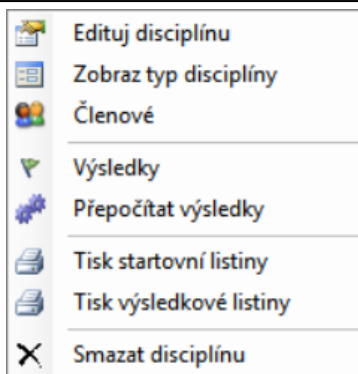 Edituj disciplínu
Zobraz typ disciplíny
Členové
Výsledky
Přepočítat výsledky
Tisk startovní listiny
Tisk výsledkové listiny
Smazat disciplínu